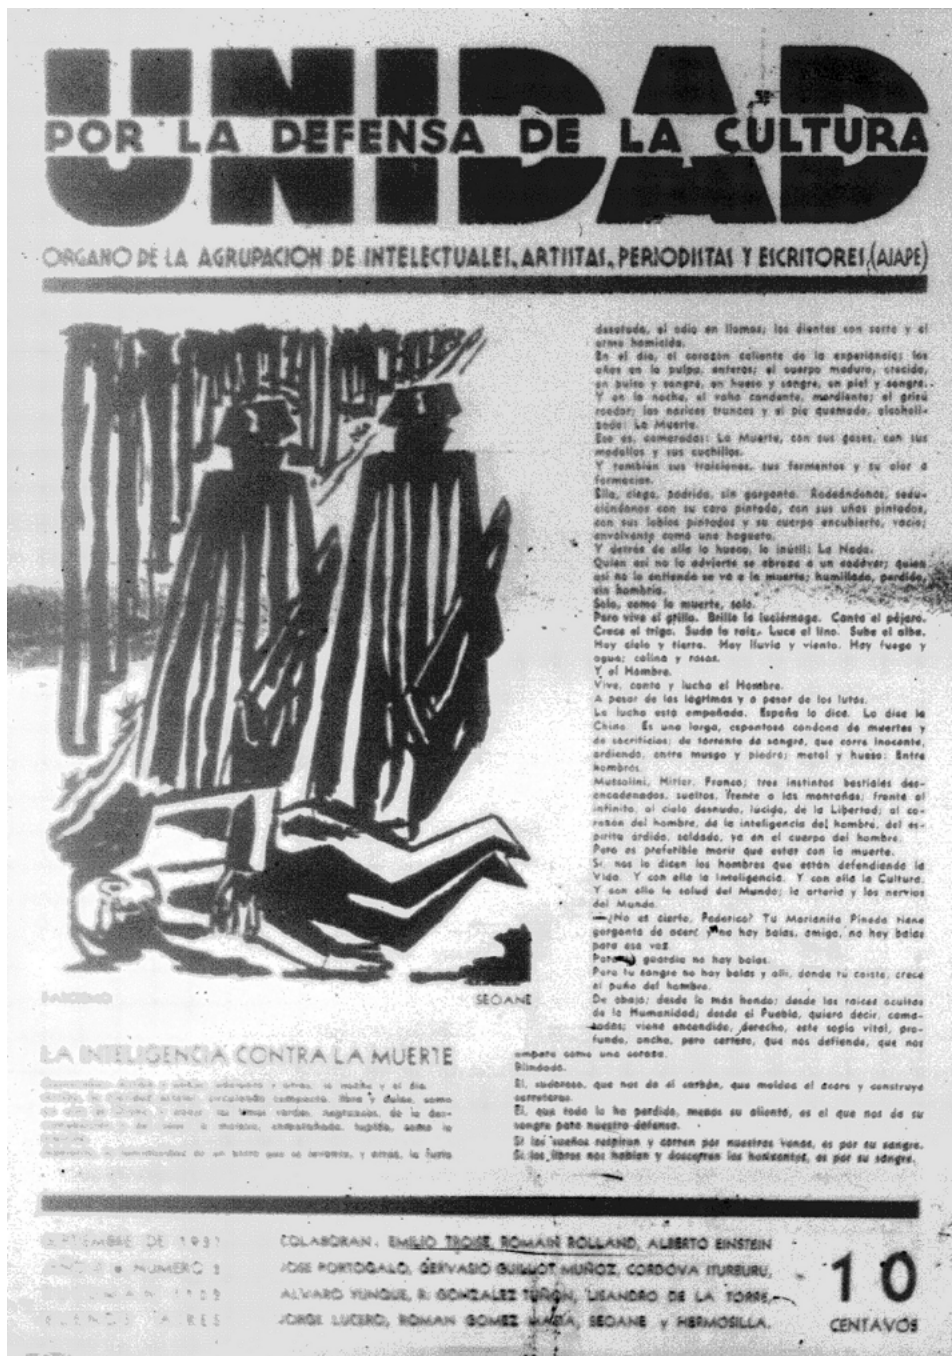 UNIDAD
POR LA DEFENSA DE LA CULTURA
ORGANO DE LA AGRUPACION DE INTELECTUALES, ARTISTAS, PERIODISTAS Y ESCRITORES, (AIAPE)
SEOANE
LA INTELIGENCIA CONTRA LA MUERTE
desatada, el odio en llamas; los dientes con sarro y el
arma homicida.
En el día, el corazón caliente de la experiencia; los
años en la pulpa, enteros; el cuerpo maduro, crecido,
en pulso y sangre, en hueso y sangre, en piel y sangre.
Y en la noche, el vaho candente, mordiente; el grisú
roedor; las narices truncas y el pie quemado, alcoholi-
zado: La Muerte.
Esa es, camaradas: La Muerte, con sus gases, con sus
medallas y sus cuchillos.
Y también sus traiciones, sus fermentos y su olor a
farmacias.
Ella, ciega, podrida, sin garganta. Rodeándonos, sedu-
ciéndonos con su cara pintada, con sus uñas pintadas,
con sus labios pintados y su cuerpo encubierto, vacío;
envolvente como una hoguera.
Y detrás de ella lo hueco, lo inútil: La Nada.
Quien así no lo advierte se abraza a un cadáver; quien
así no lo entiende se va a la muerte; humillado, perdido,
sin hombría.
Solo, como la muerte, solo.
Pero vive el grillo. Brilla la luciérnaga. Canta el pájaro.
Crece el trigo. Suda la raíz. Luce el lino. Sube el alba.
Hay cielo y tierra. Hay lluvia y viento. Hay fuego y
agua; colina y rosas.
Y el Hombre.
Vive, canta y lucha el Hombre.
A pesar de las lágrimas y a pesar de los lutos.
La lucha está empeñada. España lo dice. Lo dice la
China. Es una larga, espantosa condena de muertes y
de sacrificios; de torrente de sangre, que corre inocente,
ardiendo, entre musgo y piedra; metal y hueso. Entre
hombres.
Mussolini, Hitler, Franco; tres instintos bestiales des-
encadenados, sueltos, frente a las montañas; frente al
infinito, al cielo desnudo, lúcido, de la Libertad; al co-
razón del hombre, de la inteligencia del hombre, del es-
píritu árdido, soldado, ya en el cuerpo del hombre.
Pero es preferible morir que estar con la muerte.
Si nos lo dicen los hombres que están defendiendo la
Vida. Y con ella la Inteligencia. Y con ella la Cultura.
Y con ella la salud del Mundo; la arteria y los nervios
del Mundo.
—¿No es cierto, Federico? Tu Marianita Pineda tiene
garganta de acero y no hay balas, amigo, no hay balas
para esa voz.
Para guardia no hay balas.
Para tu sangre no hay balas y allí, donde tú caíste, crece
el puño del hombre.
De abajo; desde lo más hondo; desde las raíces ocultas
de la Humanidad; desde el Pueblo, quiero decir, cama-
radas; viene encendido, derecho, este soplo vital, pro-
fundo, ancho, pero certero, que nos defiende, que nos
ampara como una coraza.
Blindado.
El, sudoroso, que nos da el carbón, que moldea el acero y construye
carreteras.
El, que todo lo ha perdido, menos su aliento, es el que nos da su
sangre para nuestra defensa.
Si los sueños respiran y corren por nuestras venas, es por su sangre.
Si los libros nos hablan y descorren los horizontes, es por su sangre.
SEPTIEMBRE DE 193
NUMERO 2
BUENOS AIRES
COLABORAN: EMILIO TROISE, ROMAIN ROLLAND, ALBERTO EINSTEIN
JOSE PORTOGALO, GERVASIO GUILLOT MUÑOZ, CORDOVA ITURBURU,
ALVARO YUNQUE, R. GONZALEZ TUÑON, LISANDRO DE LA TORRE,
JORGE LUCERO, ROMAN GOMEZ MASIA, SEOANE y HERMOSILLA.
10
CENTAVOS